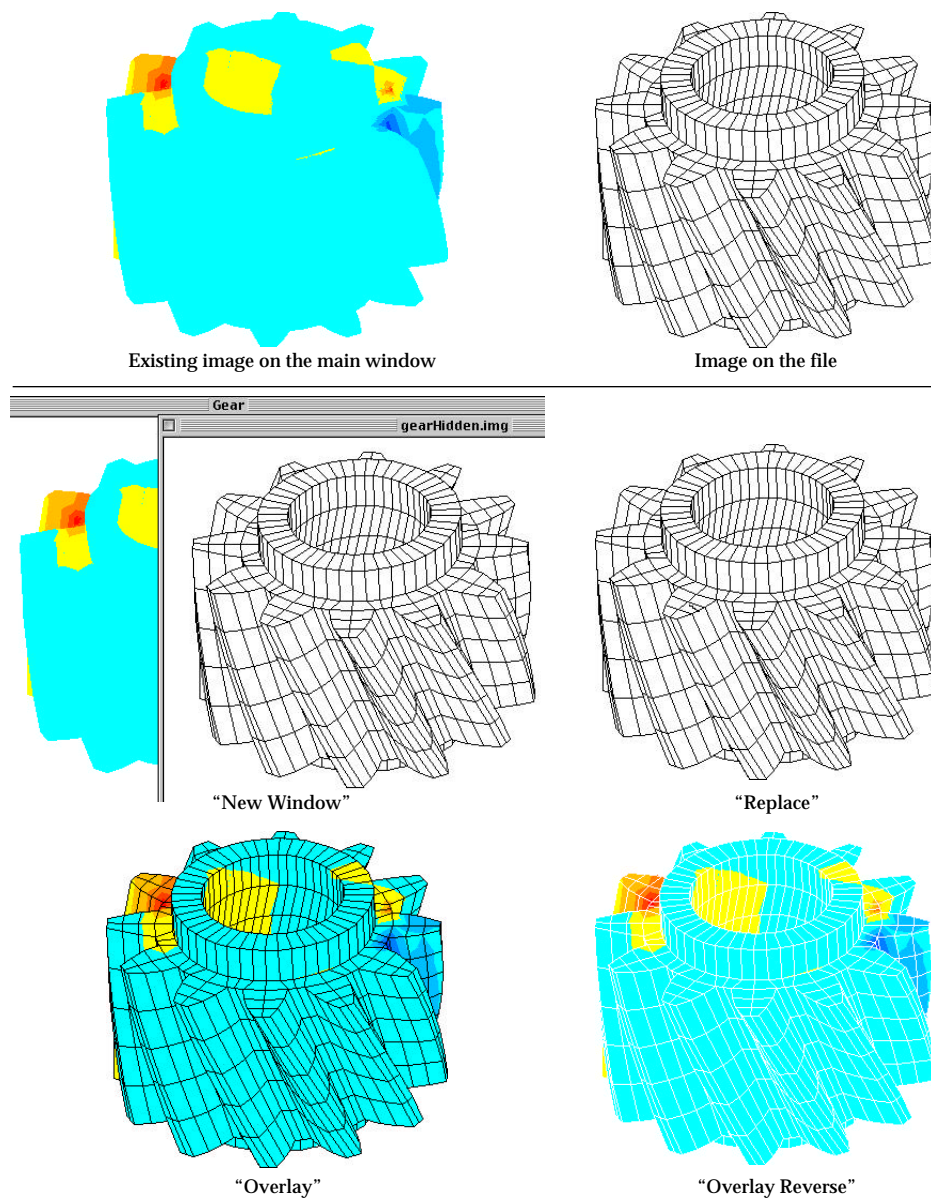 Existing image on the main window
Image on the file
Gear
gearHidden.img
“New Window”
“Replace”
“Overlay”
“Overlay Reverse”